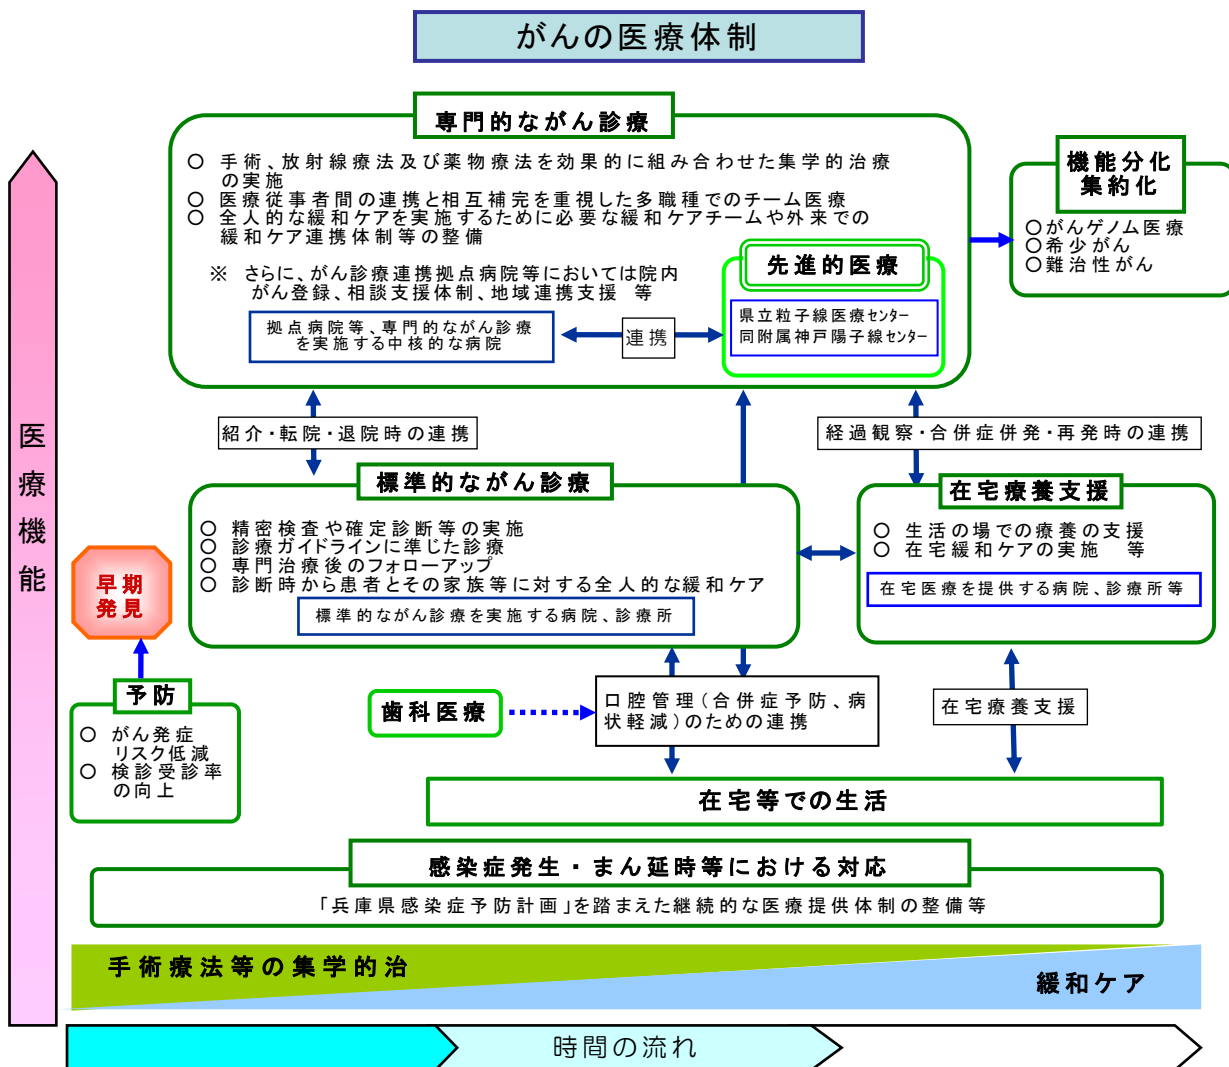 がんの医療体制
専門的ながん診療
○ 手術、放射線療法及び薬物療法を効果的に組み合わせた集学的治療
の実施
○ 医療従事者間の連携と相互補完を重視した多職種でのチーム医療
○ 全人的な緩和ケアを実施するために必要な緩和ケアチームや外来での
緩和ケア連携体制等の整備
※ さらに、がん診療連携拠点病院等においては院内
がん登録、相談支援体制、地域連携支援 等
拠点病院等、専門的ながん診療
を実施する中核的な病院
連携
先進的医療
県立粒子線医療センター
同附属神戸陽子線センター
機能分化
集約化
○がんゲノム医療
○希少がん
○難治性がん
医療機能
紹介・転院・退院時の連携
経過観察・合併症併発・再発時の連携
標準的ながん診療
○ 精密検査や確定診断等の実施
○ 診療ガイドラインに準じた診療
○ 専門治療後のフォローアップ
○ 診断時から患者とその家族等に対する全人的な緩和ケア
標準的ながん診療を実施する病院、診療所
在宅療養支援
○ 生活の場での療養の支援
○ 在宅緩和ケアの実施 等
在宅医療を提供する病院、診療所等
早期
発見
予防
○ がん発症
リスク低減
○ 検診受診率
の向上
歯科医療
口腔管理(合併症予防、病
状軽減)のための連携
在宅療養支援
在宅等での生活
感染症発生・まん延時等における対応
「兵庫県感染症予防計画」を踏まえた継続的な医療提供体制の整備等
手術療法等の集学的治
緩和ケア
時間の流れ